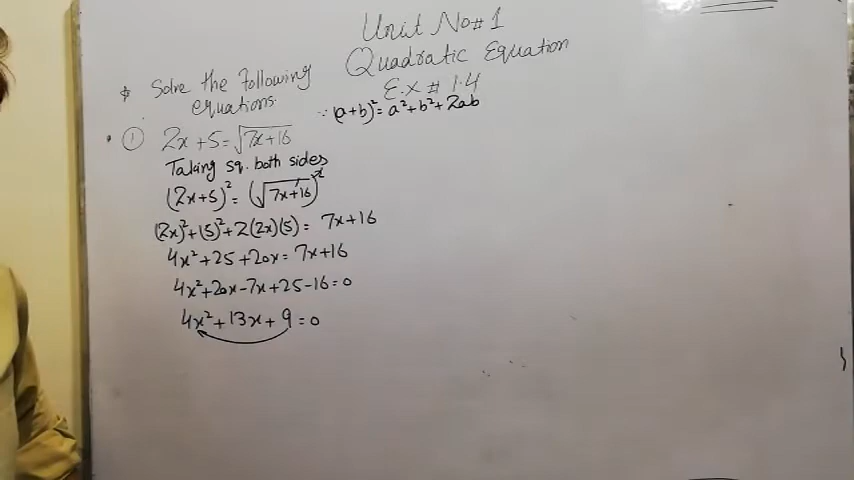 Unit No # 1
Quadratic Equation
E.X # 1.4
* Solve the following
equations.
∵ (a+b)² = a² + b² + 2ab
① 2x + 5 = √7x + 16
Taking sq. both sides
(2x+5)² = (√7x+16)²
(2x)² + (5)² + 2(2x)(5) = 7x + 16
4x² + 25 + 20x = 7x + 16
4x² + 20x - 7x + 25 - 16 = 0
4x² + 13x + 9 = 0